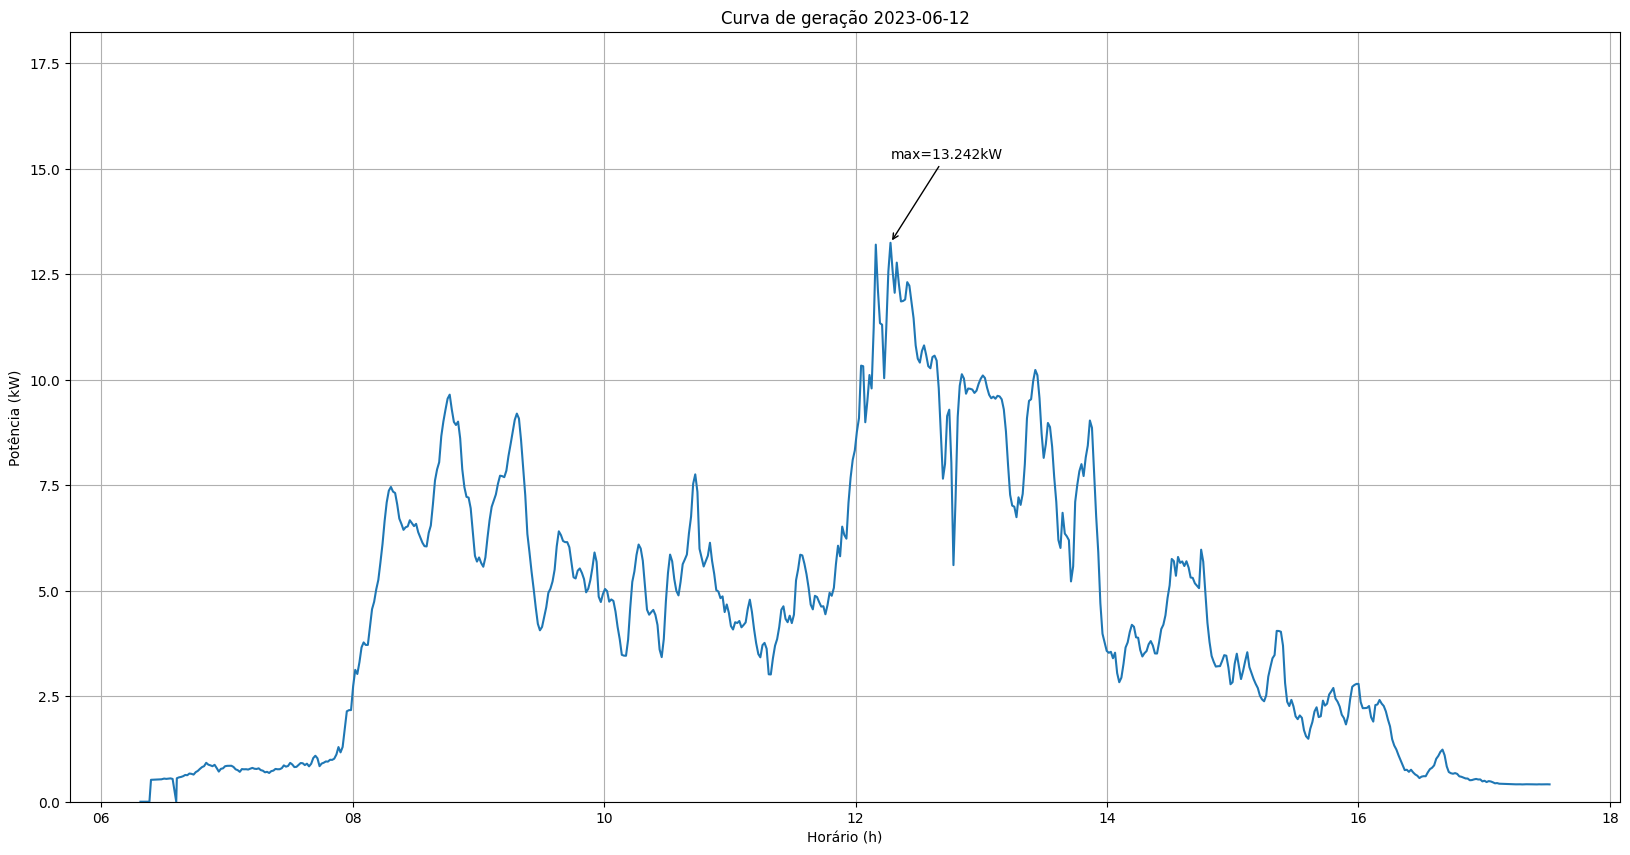 Curva de geração 2023-06-12
17.5
15.0
12.5
10.0
7.5
5.0
2.5
0.0
Potência (kW)
max=13.242kW
06 08 10 12 14 16 18
Horário (h)